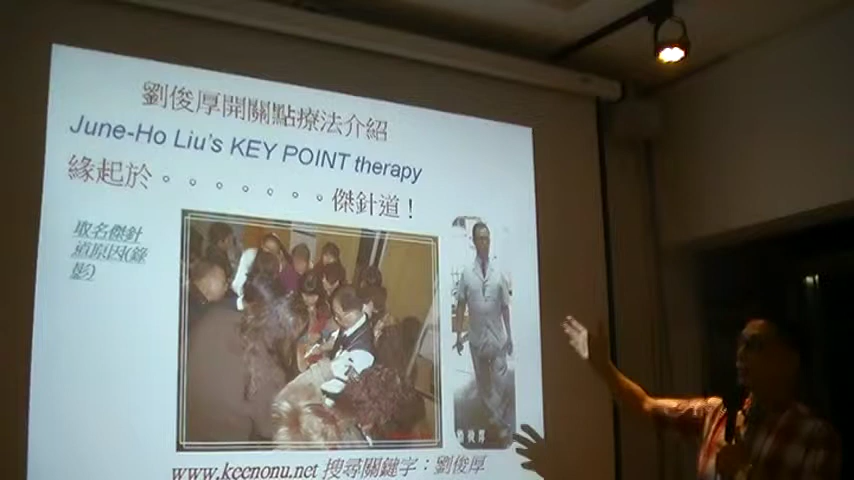 劉俊厚開關點療法介紹
June-Ho Liu's KEY POINT therapy
緣起於。。。。。。。傑針道！
取名傑針
道原因(錄
影)
www.kccnonu.net 搜尋關鍵字：劉俊厚